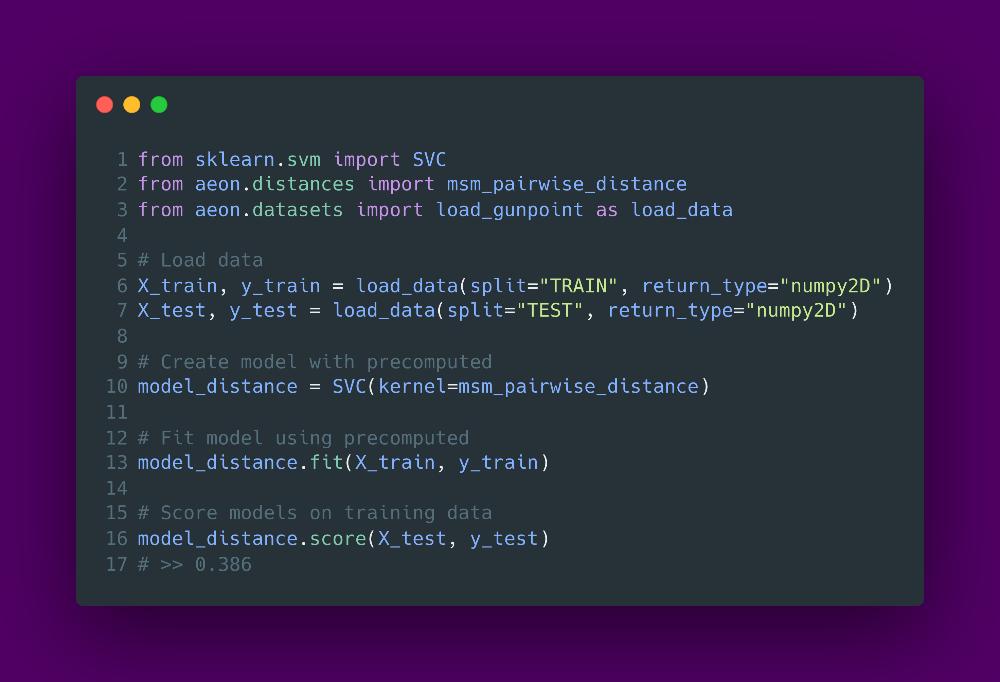 1 from sklearn.svm import SVC
2 from aeon.distances import msm_pairwise_distance
3 from aeon.datasets import load_gunpoint as load_data
4
5 # Load data
6 X_train, y_train = load_data(split="TRAIN", return_type="numpy2D")
7 X_test, y_test = load_data(split="TEST", return_type="numpy2D")
8
9 # Create model with precomputed
10 model_distance = SVC(kernel=msm_pairwise_distance)
11
12 # Fit model using precomputed
13 model_distance.fit(X_train, y_train)
14
15 # Score models on training data
16 model_distance.score(X_test, y_test)
17 # >> 0.386